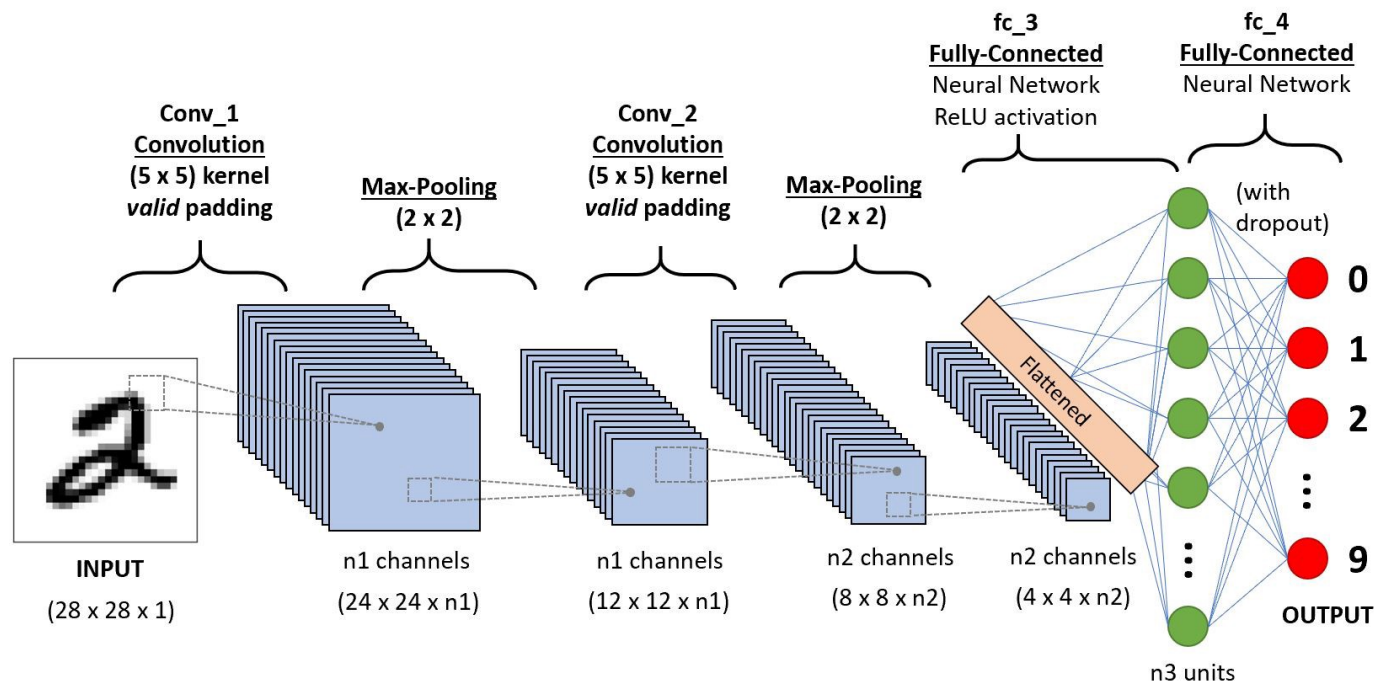 Conv_1
Convolution
(5 x 5) kernel
valid padding
Max-Pooling
(2 x 2)
Conv_2
Convolution
(5 x 5) kernel
valid padding
Max-Pooling
(2 x 2)
fc_3
Fully-Connected
Neural Network
ReLU activation
fc_4
Fully-Connected
Neural Network
(with
dropout)
Flattened
0
1
2
9
OUTPUT
INPUT
(28 x 28 x 1)
n1 channels
(24 x 24 x n1)
n1 channels
(12 x 12 x n1)
n2 channels
(8 x 8 x n2)
n2 channels
(4 x 4 x n2)
n3 units
2